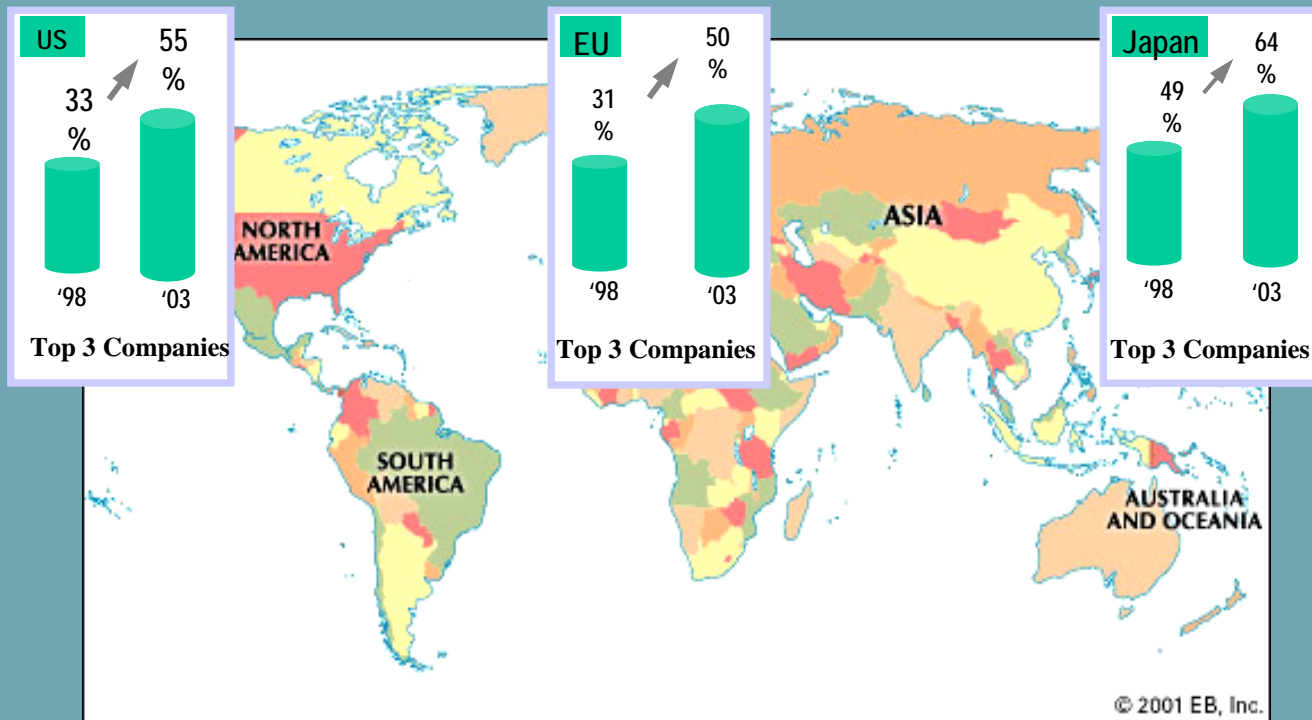 US
55
%
33
%
‘98
‘03
Top 3 Companies
EU
50
%
31
%
‘98
‘03
Top 3 Companies
Japan
64
%
49
%
‘98
‘03
Top 3 Companies
NORTH
AMERICA
ASIA
SOUTH
AMERICA
AUSTRALIA
AND OCEANIA
© 2001 EB, Inc.